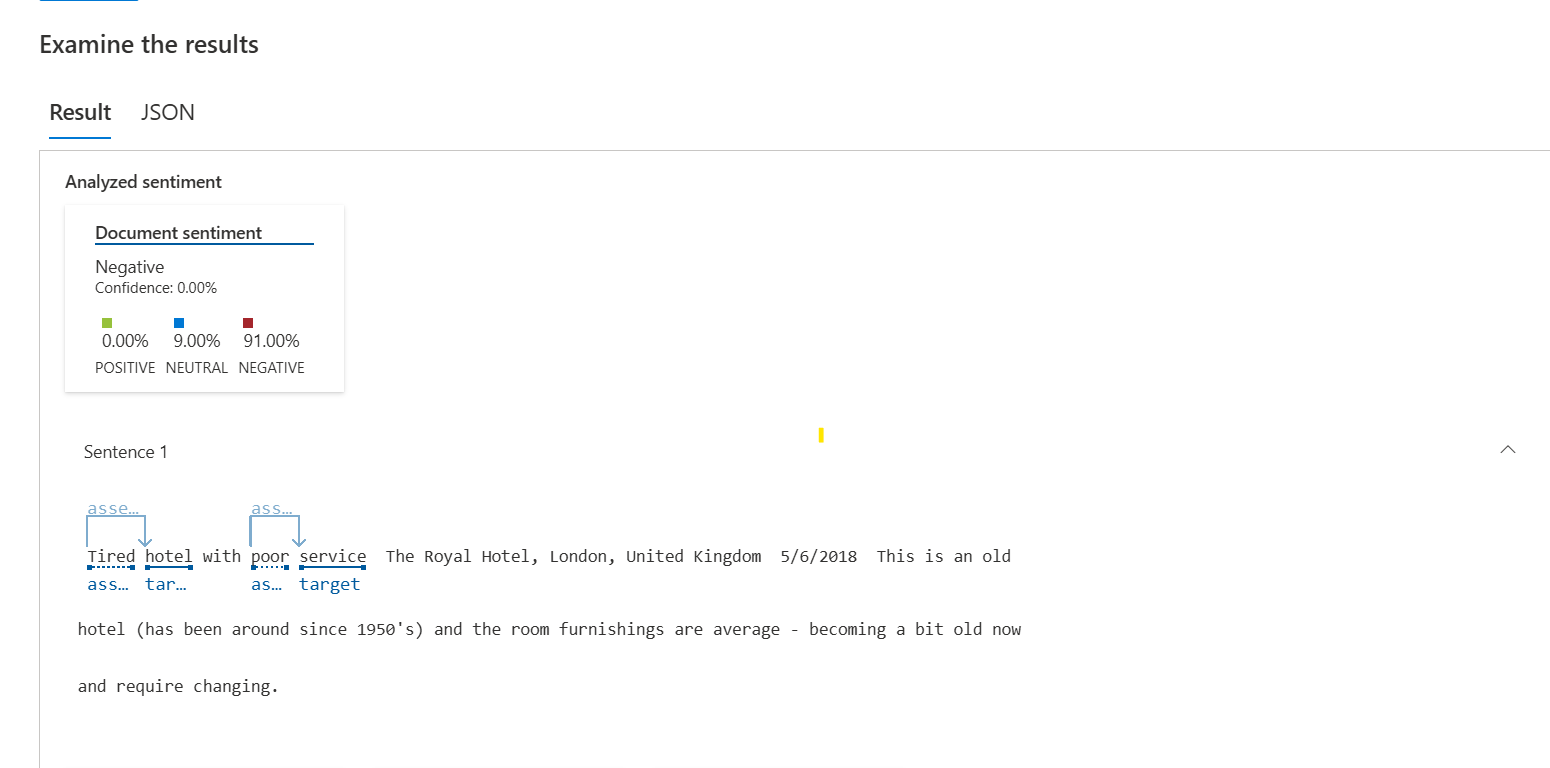 Examine the results
Result JSON
Analyzed sentiment
Document sentiment
Negative
Confidence: 0.00%
0.00% 9.00% 91.00%
POSITIVE NEUTRAL NEGATIVE
Sentence 1
asse… ass…
Tired hotel with poor service  The Royal Hotel, London, United Kingdom  5/6/2018  This is an old
ass… tar… as… target
hotel (has been around since 1950's) and the room furnishings are average - becoming a bit old now
and require changing.